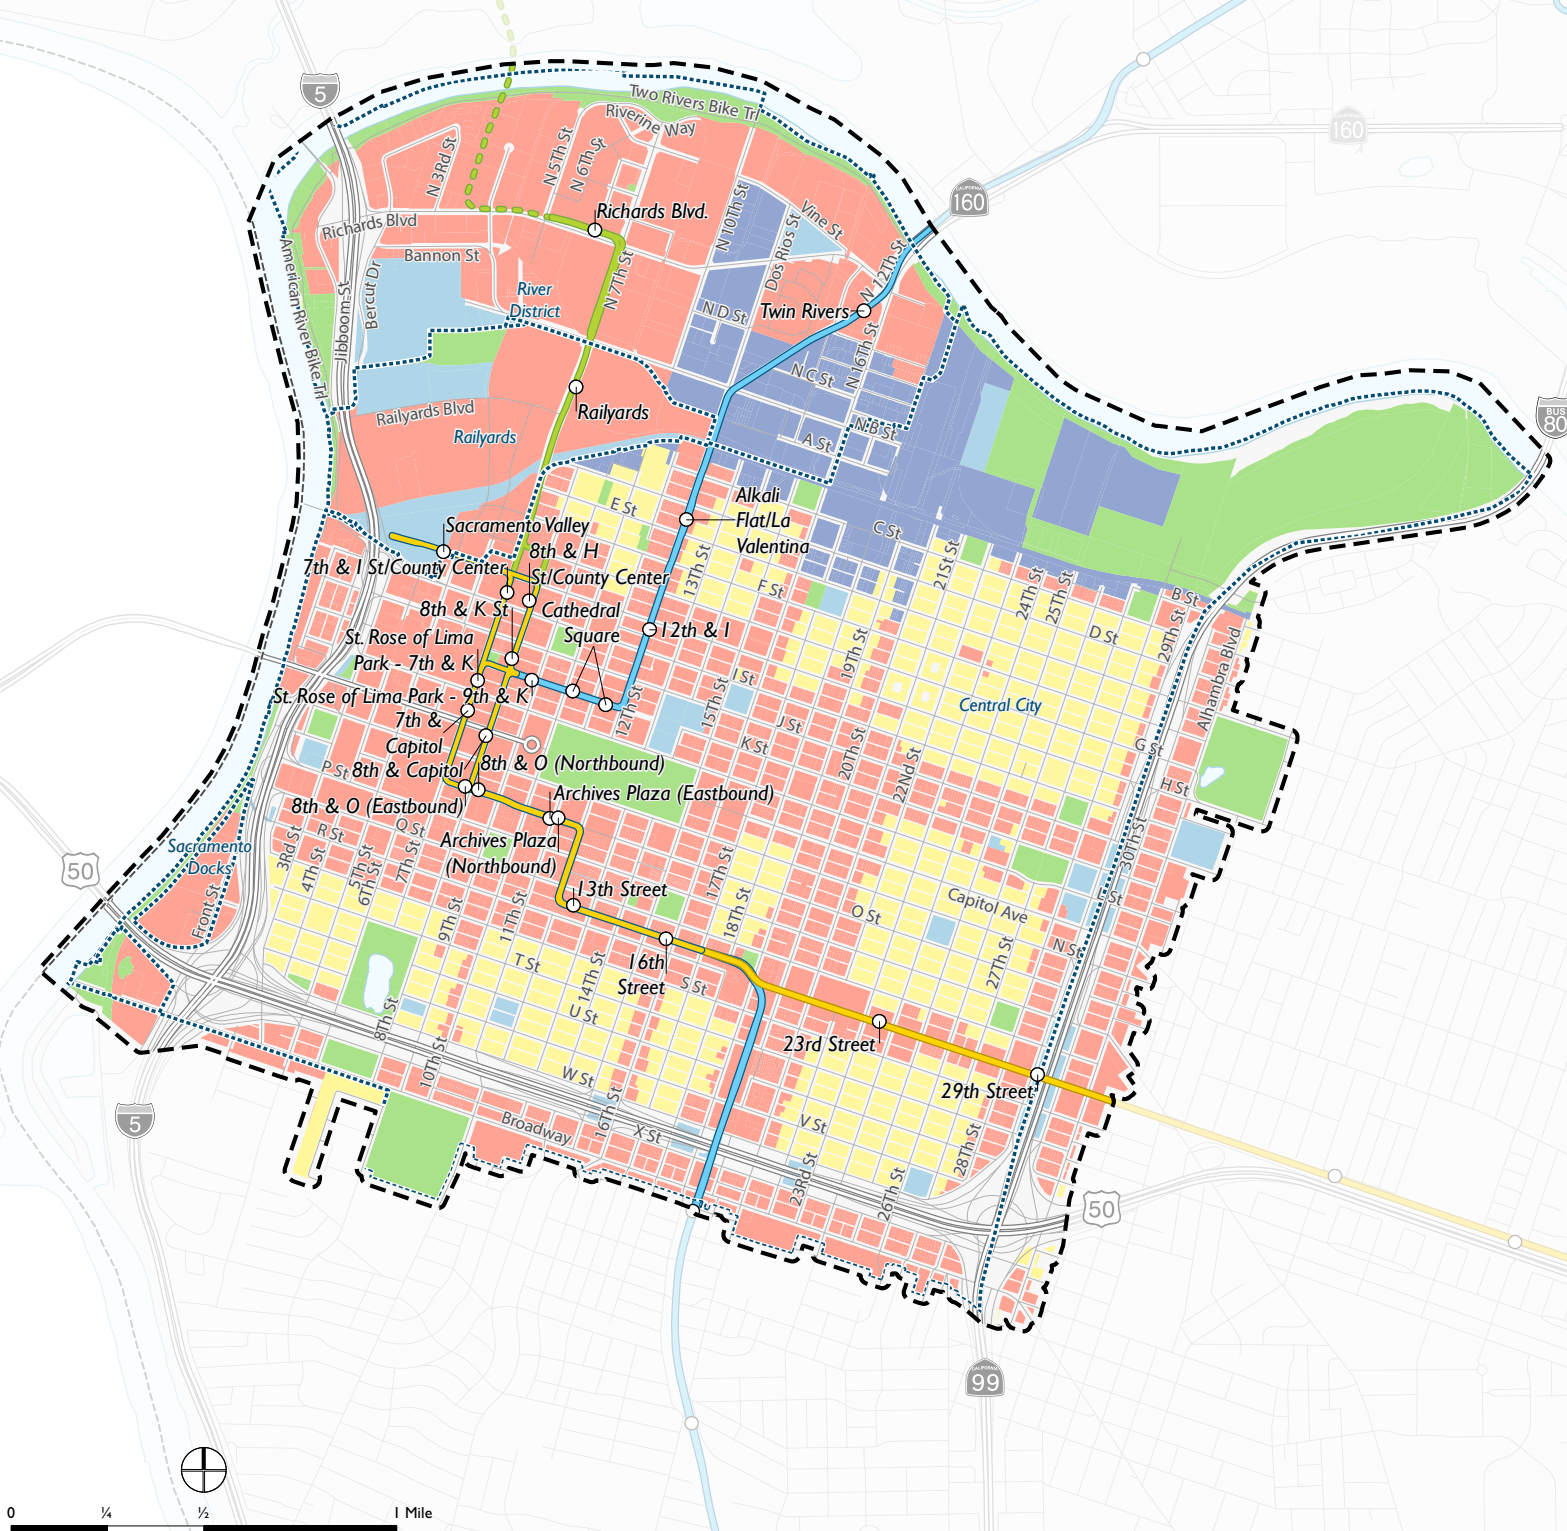 5
Two Rivers Bike Trl
Riverine Way
160
CALIFORNIA
160
N 3Rd St
N 5Th St
N 6Th St
Richards Blvd.
N 10Th St
Vine St
Richards Blvd
Bannon St
Dos Rios St
N 12Th St
American River Bike Trl
Jibboom St
Bercut Dr
River
District
N 7Th St
N D St
Twin Rivers
N 16Th St
N C St
Railyards
Railyards Blvd
Railyards
A St
N B St
BUS
80
E St
Alkali
Flat/La
Valentina
C St
Sacramento Valley
8th & H
St/County Center
7th & I St/County Center
13Th St
F St
21St St
24Th St
25Th St
B St
8th & K St
Cathedral
Square
12th & I
D St
29Th St
St. Rose of Lima
Park - 7th & K
19Th St
Alhambra Blvd
I St
St. Rose of Lima Park - 9th & K
12Th St
15Th St
Central City
7th &
Capitol
J St
K St
20Th St
22Nd St
G St
H St
P St
8th & Capitol
8th & O (Northbound)
8th & O (Eastbound)
Archives Plaza (Eastbound)
Archives Plaza
(Northbound)
Q St
R St
Sacramento
Docks
3Rd St
4Th St
5Th St
6Th St
7Th St
30Th St
50
13th Street
17Th St
18Th St
Capitol Ave
O St
Front St
9Th St
11Th St
N St
T St
14Th St
16th
Street
S St
27Th St
U St
8Th St
23rd Street
10Th St
W St
29th Street
5
Broadway
16Th St
X St
V St
28Th St
23Rd St
26Th St
50
CALIFORNIA
99
0
¼
½
1 Mile